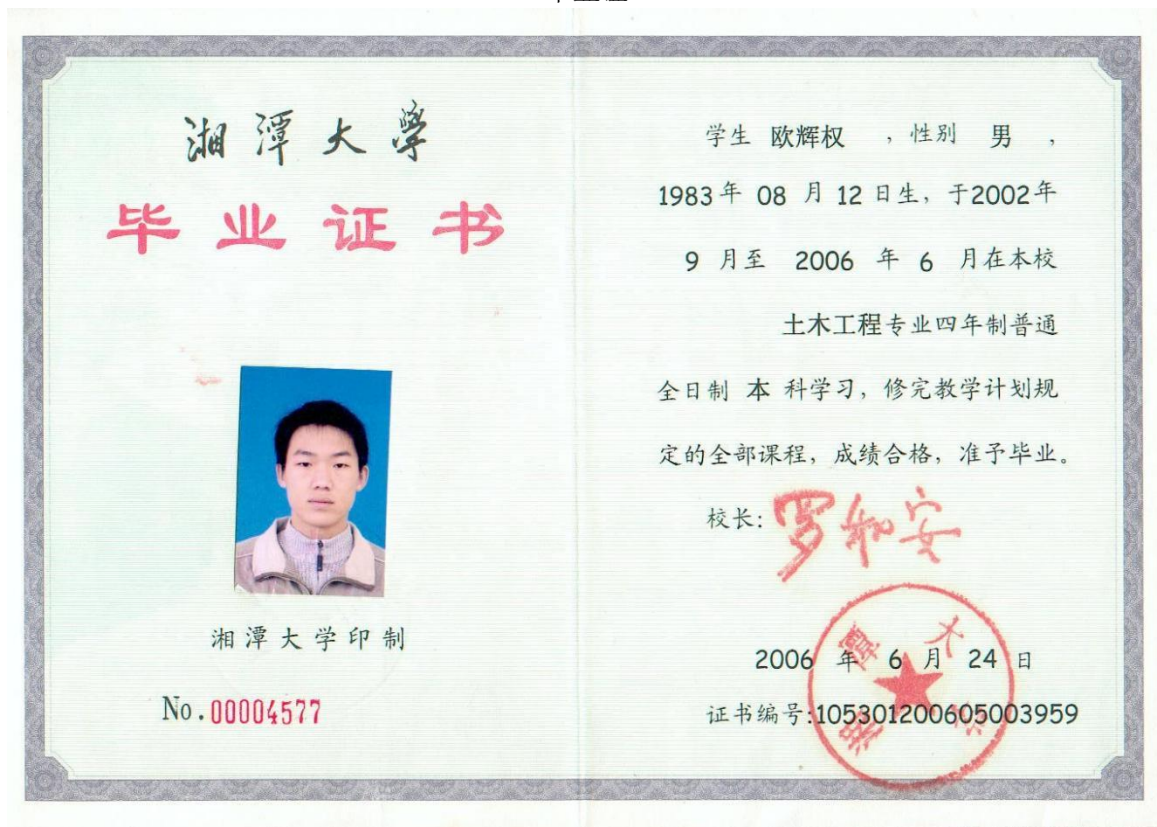 湘潭大学
毕业证书
湘潭大学印制
No.00004577
学生 欧辉权 ，性别 男 ，
1983年 08 月 12 日生，于2002年
9 月至 2006 年 6 月在本校
土木工程专业四年制普通
全日制 本 科学习，修完教学计划规
定的全部课程，成绩合格，准予毕业。
校长：罗和安
2006 年 6 月 24 日
证书编号:105301200605003959